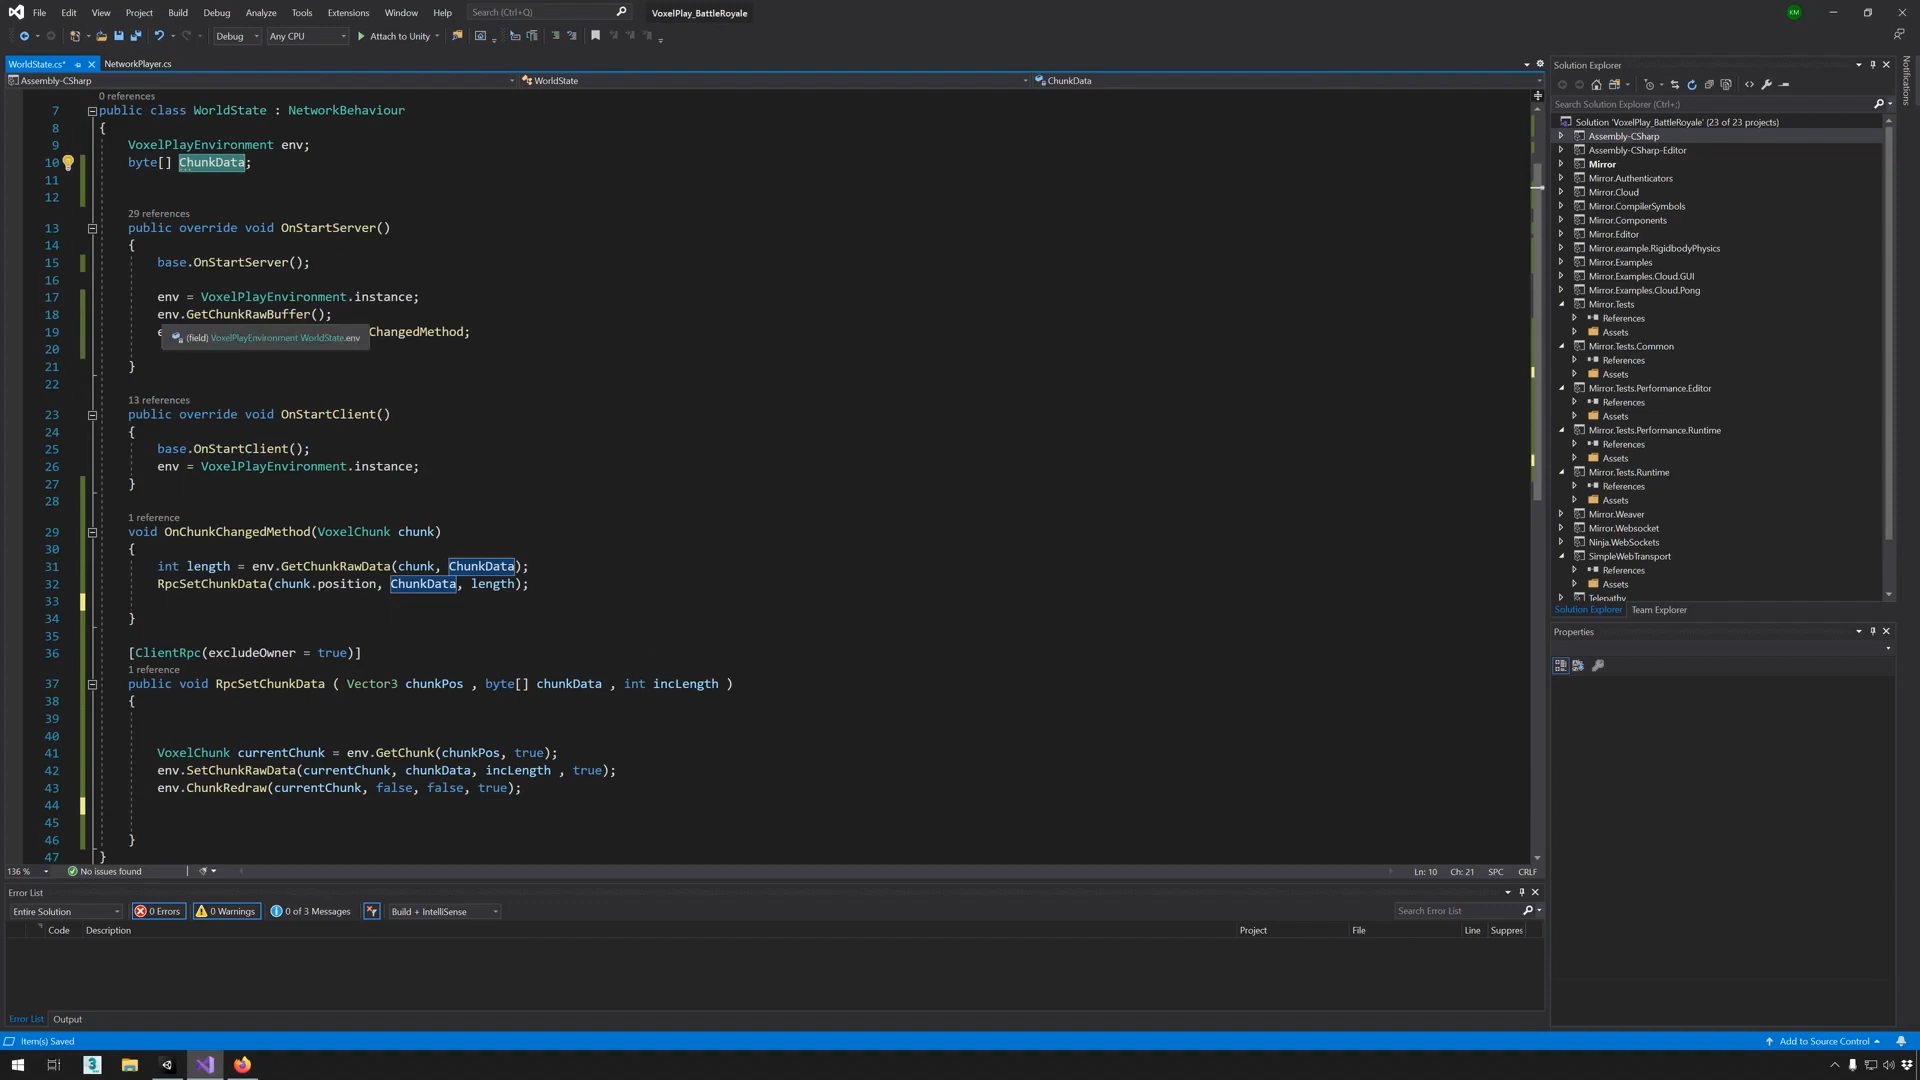 File Edit View Project Build Debug Analyze Tools Extensions Window Help Search (Ctrl+Q) VoxelPlay_BattleRoyale KM
Debug Any CPU Attach to Unity
WorldState.cs* NetworkPlayer.cs
Assembly-CSharp WorldState ChunkData
0 references
7 public class WorldState : NetworkBehaviour
8 {
9 VoxelPlayEnvironment env;
10 byte[] ChunkData;
11
12
29 references
13 public override void OnStartServer()
14 {
15 base.OnStartServer();
16
17 env = VoxelPlayEnvironment.instance;
18 env.GetChunkRawBuffer();
19 e ChangedMethod;
(field) VoxelPlayEnvironment WorldState.env
20
21 }
22
13 references
23 public override void OnStartClient()
24 {
25 base.OnStartClient();
26 env = VoxelPlayEnvironment.instance;
27 }
28
1 reference
29 void OnChunkChangedMethod(VoxelChunk chunk)
30 {
31 int length = env.GetChunkRawData(chunk, ChunkData);
32 RpcSetChunkData(chunk.position, ChunkData, length);
33
34 }
35
36 [ClientRpc(excludeOwner = true)]
1 reference
37 public void RpcSetChunkData ( Vector3 chunkPos , byte[] chunkData , int incLength )
38 {
39
40
41 VoxelChunk currentChunk = env.GetChunk(chunkPos, true);
42 env.SetChunkRawData(currentChunk, chunkData, incLength , true);
43 env.ChunkRedraw(currentChunk, false, false, true);
44
45
46 }
47 }
136 % No issues found Ln: 10 Ch: 21 SPC CRLF
Error List
Entire Solution 0 Errors 0 Warnings 0 of 3 Messages Build + IntelliSense Search Error List
Code Description Project File Line Suppres
Error List Output
Item(s) Saved Add to Source Control
Solution Explorer
Search Solution Explorer (Ctrl+;)
Solution 'VoxelPlay_BattleRoyale' (23 of 23 projects)
Assembly-CSharp
Assembly-CSharp-Editor
Mirror
Mirror.Authenticators
Mirror.Cloud
Mirror.CompilerSymbols
Mirror.Components
Mirror.Editor
Mirror.example.RigidbodyPhysics
Mirror.Examples
Mirror.Examples.Cloud.GUI
Mirror.Examples.Cloud.Pong
Mirror.Tests
References
Assets
Mirror.Tests.Common
References
Assets
Mirror.Tests.Performance.Editor
References
Assets
Mirror.Tests.Performance.Runtime
References
Assets
Mirror.Tests.Runtime
References
Assets
Mirror.Weaver
Mirror.Websocket
Ninja.WebSockets
SimpleWebTransport
References
Assets
Telepathy
Solution Explorer Team Explorer
Properties
Notifications